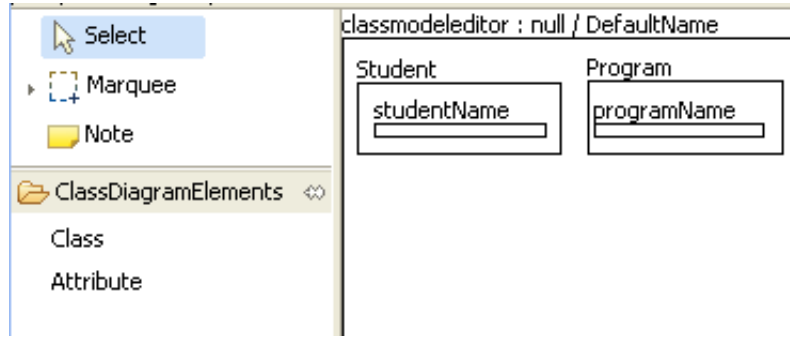 Select
Marquee
Note
ClassDiagramElements
Class
Attribute
classmodeleditor : null / DefaultName
Student
Program
studentName
programName